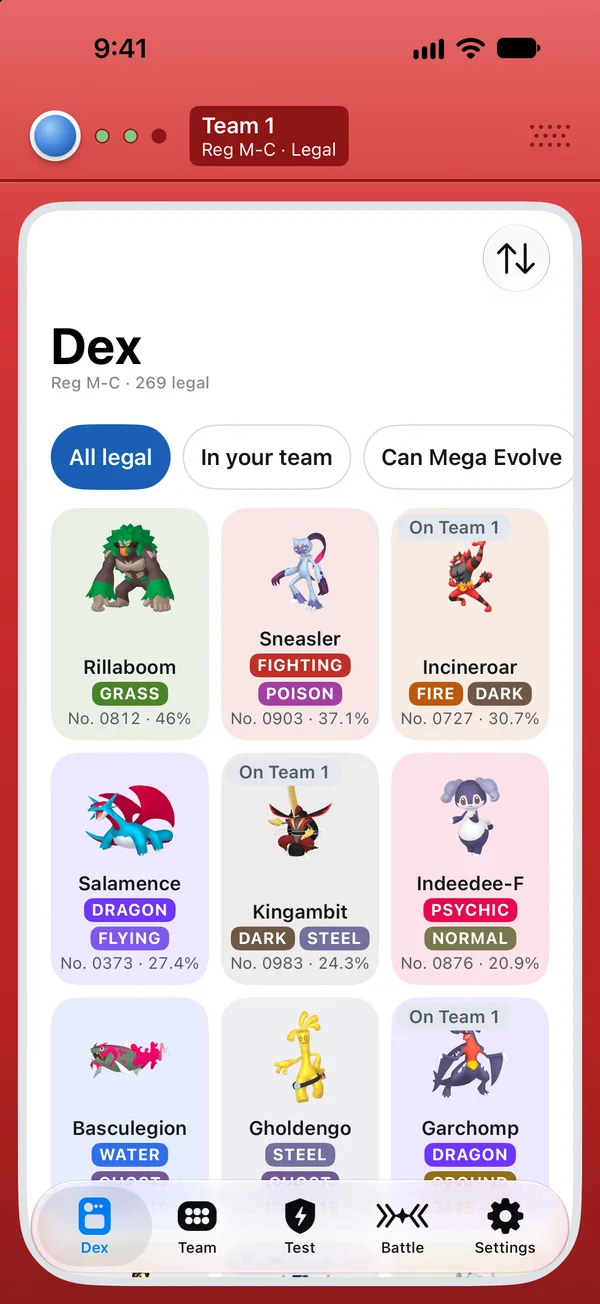 9:41
Team 1
Reg M-C · Legal
Dex
Reg M-C · 269 legal
All legal
In your team
Can Mega Evolve
Rillaboom
GRASS
No. 0812 · 46%
Sneasler
FIGHTING
POISON
No. 0903 · 37.1%
On Team 1
Incineroar
FIRE DARK
No. 0727 · 30.7%
Salamence
DRAGON
FLYING
No. 0373 · 27.4%
On Team 1
Kingambit
DARK STEEL
No. 0983 · 24.3%
Indeedee-F
PSYCHIC
NORMAL
No. 0876 · 20.9%
Basculegion
WATER
GHOST
Gholdengo
STEEL
GHOST
On Team 1
Garchomp
DRAGON
GROUND
Dex
Team
Test
Battle
Settings